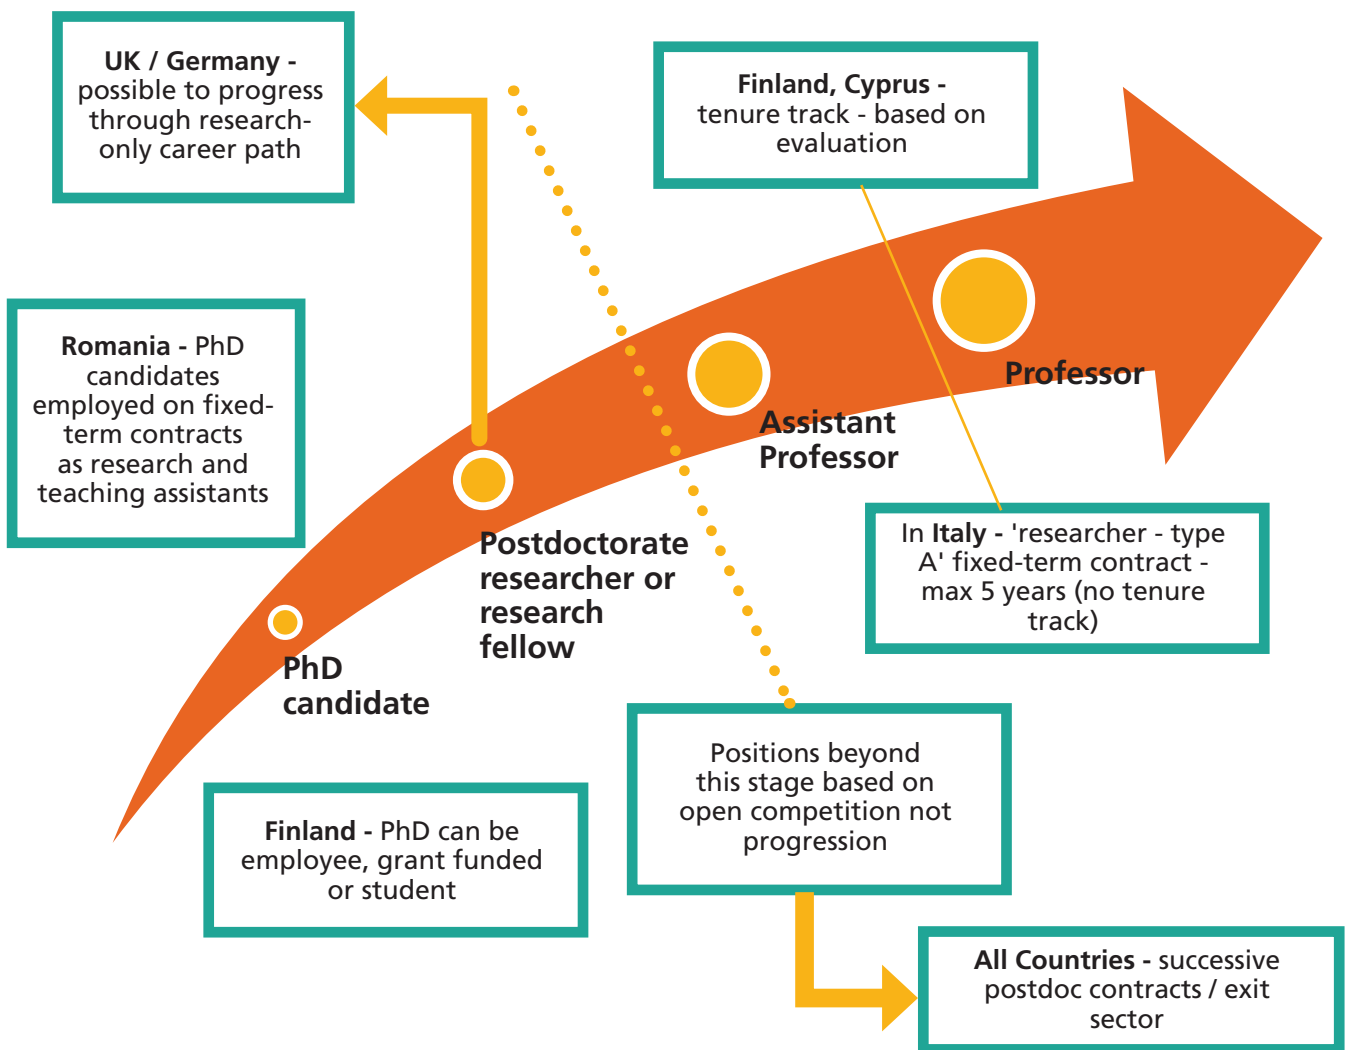 UK / Germany -
possible to progress
through research-
only career path
Finland, Cyprus -
tenure track - based on
evaluation
Romania - PhD
candidates
employed on fixed-
term contracts
as research and
teaching assistants
Professor
Assistant
Professor
Postdoctorate
researcher or
research
fellow
PhD
candidate
In Italy - 'researcher - type
A' fixed-term contract -
max 5 years (no tenure
track)
Positions beyond
this stage based on
open competition not
progression
Finland - PhD can be
employee, grant funded
or student
All Countries - successive
postdoc contracts / exit
sector